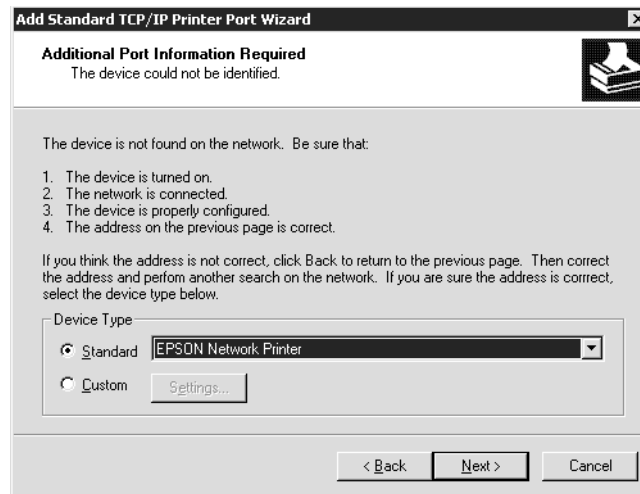 Add Standard TCP/IP Printer Port Wizard
Additional Port Information Required
The device could not be identified.
The device is not found on the network. Be sure that:
1. The device is turned on.
2. The network is connected.
3. The device is properly configured.
4. The address on the previous page is correct.
If you think the address is not correct, click Back to return to the previous page. Then correct
the address and perfom another search on the network. If you are sure the address is corrrect,
select the device type below.
Device Type
Standard EPSON Network Printer
Custom Settings...
< Back Next > Cancel